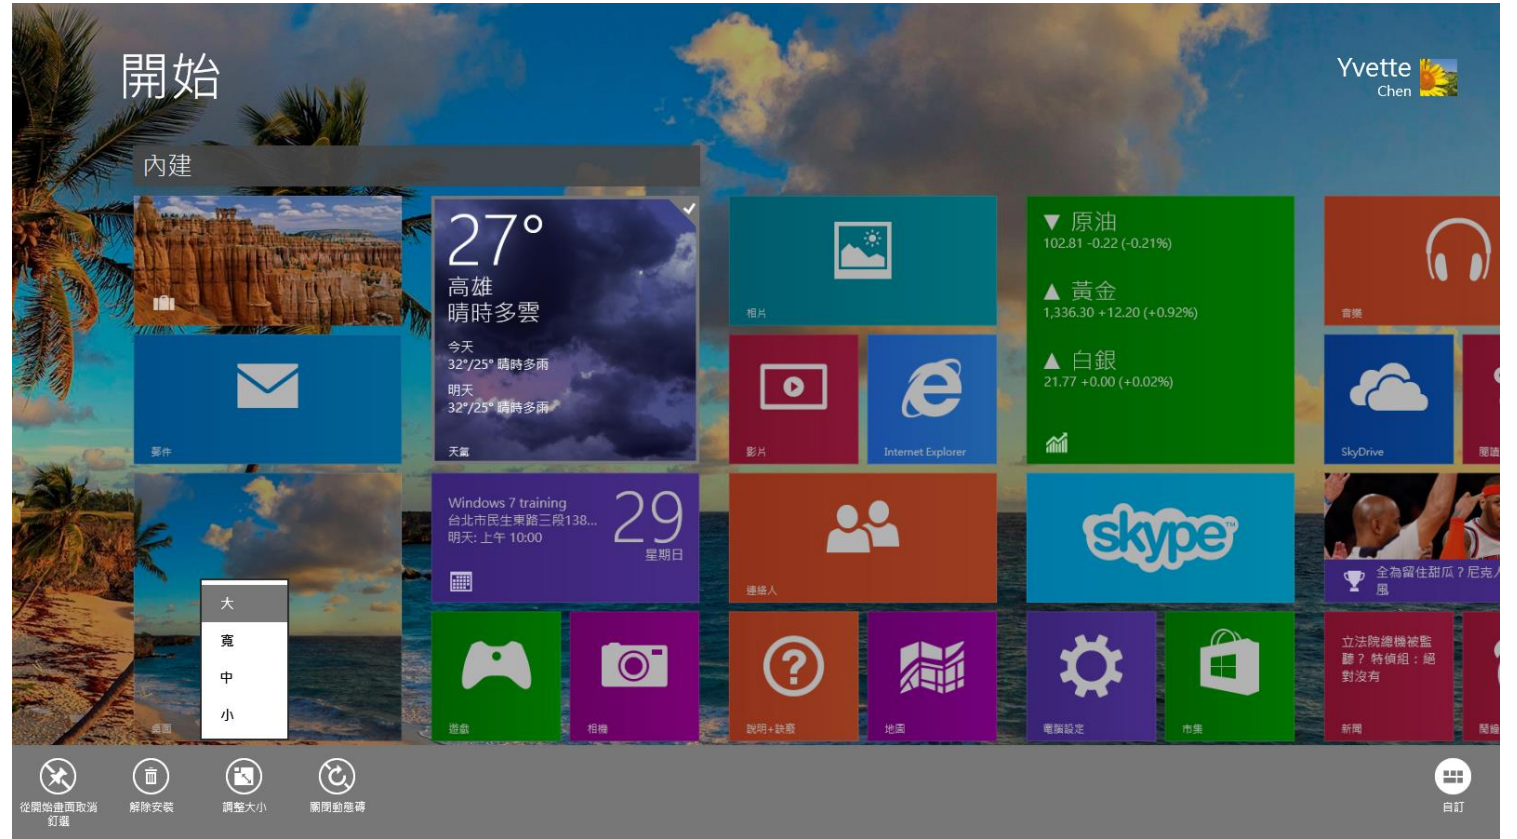 開始
Yvette
Chen
內建
27°
高雄
晴時多雲
今天
32°/25° 晴時多雨
明天
32°/25° 晴時多雨
天氣
相片
▼ 原油
102.81 -0.22 (-0.21%)
▲ 黃金
1,336.30 +12.20 (+0.92%)
▲ 白銀
21.77 +0.00 (+0.02%)
音樂
郵件
影片
Internet Explorer
SkyDrive
閱讀
Windows 7 training
台北市民生東路三段138...
明天: 上午 10:00
29
星期日
連絡人
skype™
全為留住甜瓜？尼克人
風
大
寬
中
小
桌面
遊戲
相機
說明+訣竅
地圖
電腦設定
市集
立法院總機被監
聽？特偵組：絕
對沒有
新聞
鬧鐘
從開始畫面取消
釘選
解除安裝
調整大小
關閉動態磚
自訂